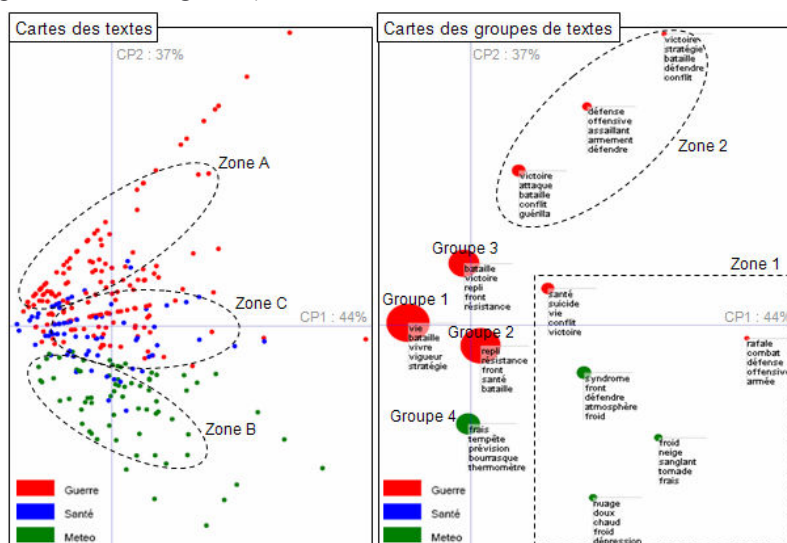 Cartes des textes
CP2 : 37%
Zone A
Zone C
CP1 : 44%
Zone B
Guerre
Santé
Meteo
Cartes des groupes de textes
CP2 : 37%
victoire
stratégie
bataille
défendre
conflit
défense
offensive
assaillant
armement
défendre
Zone 2
victoire
attaque
bataille
conflit
guérilla
Groupe 3
bataille
victoire
repli
front
résistance
Zone 1
santé
suicide
vie
conflit
victoire
Groupe 1
CP1 : 44%
vie
bataille
vivre
vigueur
stratégie
Groupe 2
repli
résistance
front
santé
bataille
rafale
combat
défense
offensive
armée
syndrome
front
défendre
atmosphère
froid
Groupe 4
frais
tempête
prévision
bourrasque
thermomètre
froid
neige
sanglant
tornade
frais
nuage
doux
chaud
froid
dépression
Guerre
Santé
Meteo